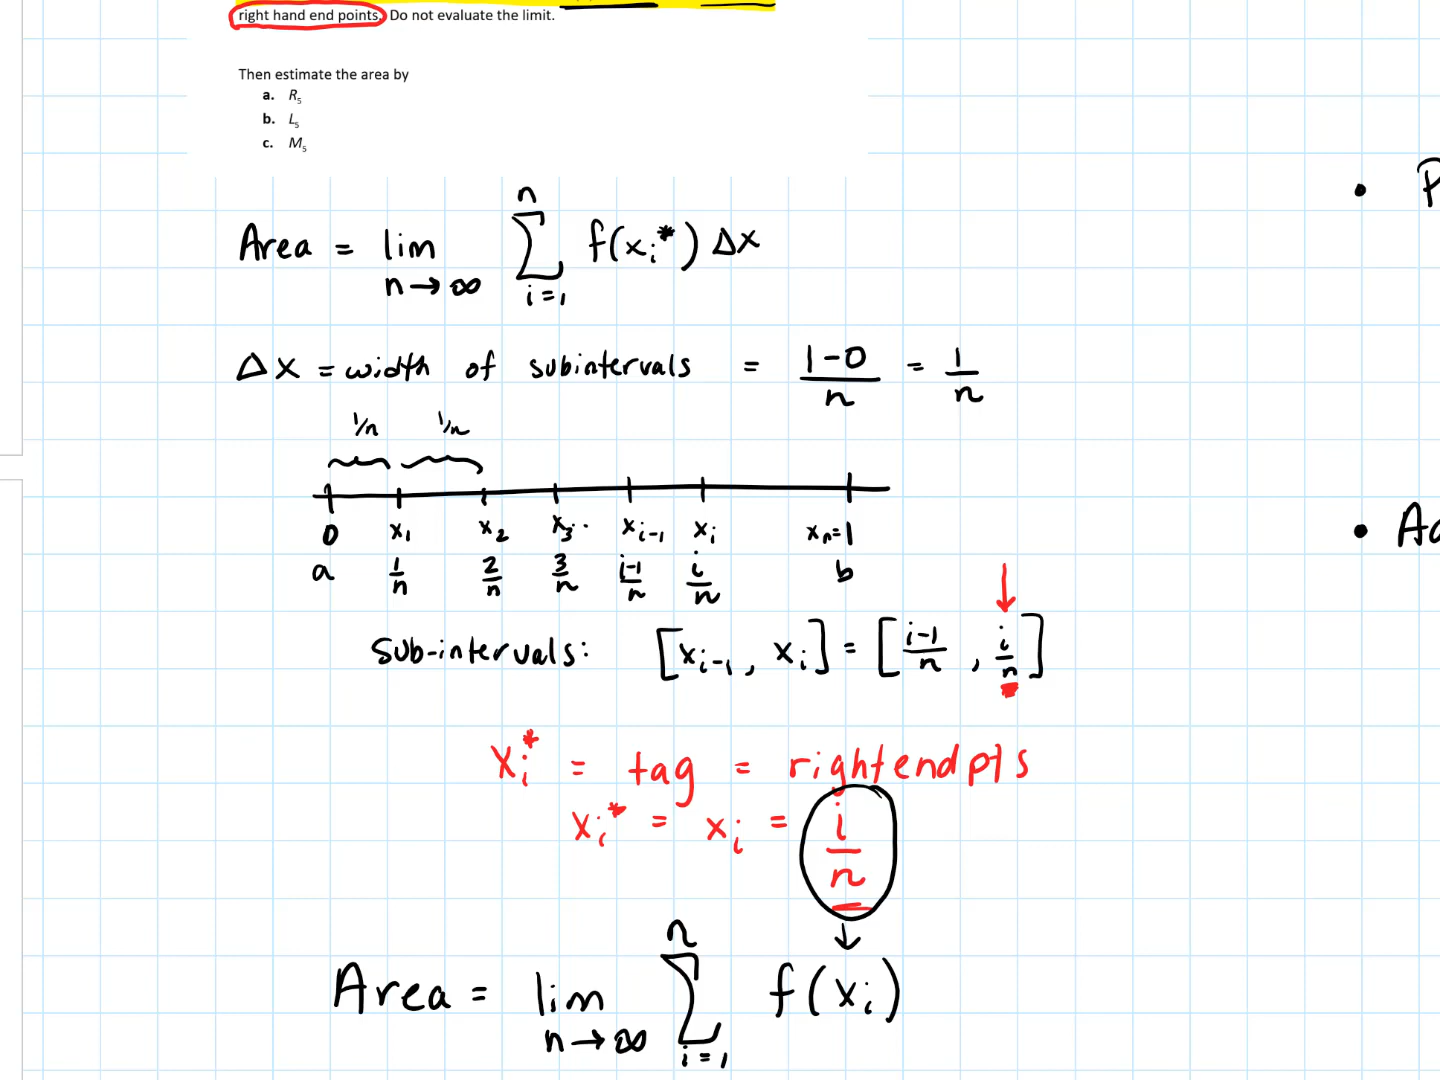 right hand end points. Do not evaluate the limit.
Then estimate the area by
a. R₅
b. L₅
c. M₅
Area = lim n→∞ n Σ i=1 f(xᵢ*) Δx
Δx = width of subintervals = 1-0/n = 1/n
1/n 1/n
0 x₁ x₂ x₃.. xᵢ₋₁ xᵢ xₙ=1
a 1/n 2/n 3/n i-1/n i/n b
Sub-intervals: [xᵢ₋₁, xᵢ] = [i-1/n, i/n]
xᵢ* = tag = right end pts
xᵢ* = xᵢ = i/n
Area = lim n→∞ n Σ i=1 f(xᵢ)